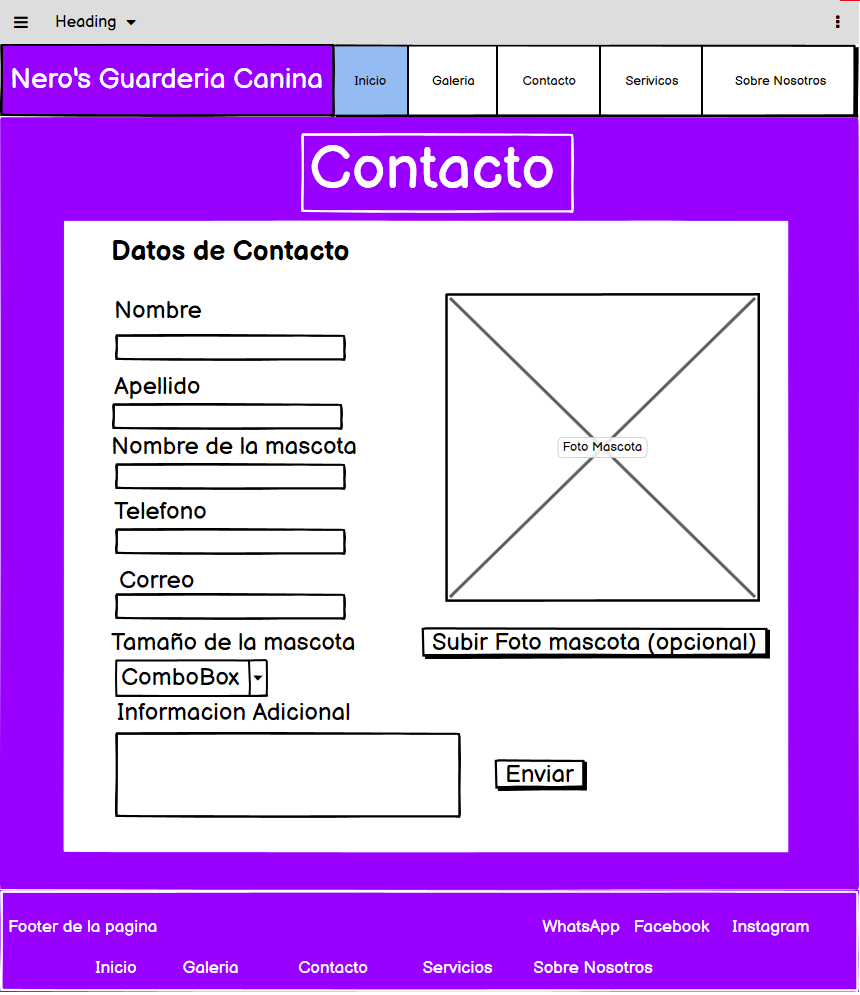 Heading
Nero's Guarderia Canina Inicio Galeria Contacto Serivicos Sobre Nosotros
Contacto
Datos de Contacto
Nombre
Apellido
Nombre de la mascota
Telefono
Correo
Tamaño de la mascota
ComboBox
Informacion Adicional
Foto Mascota
Subir Foto mascota (opcional)
Enviar
Footer de la pagina WhatsApp Facebook Instagram
Inicio Galeria Contacto Servicios Sobre Nosotros